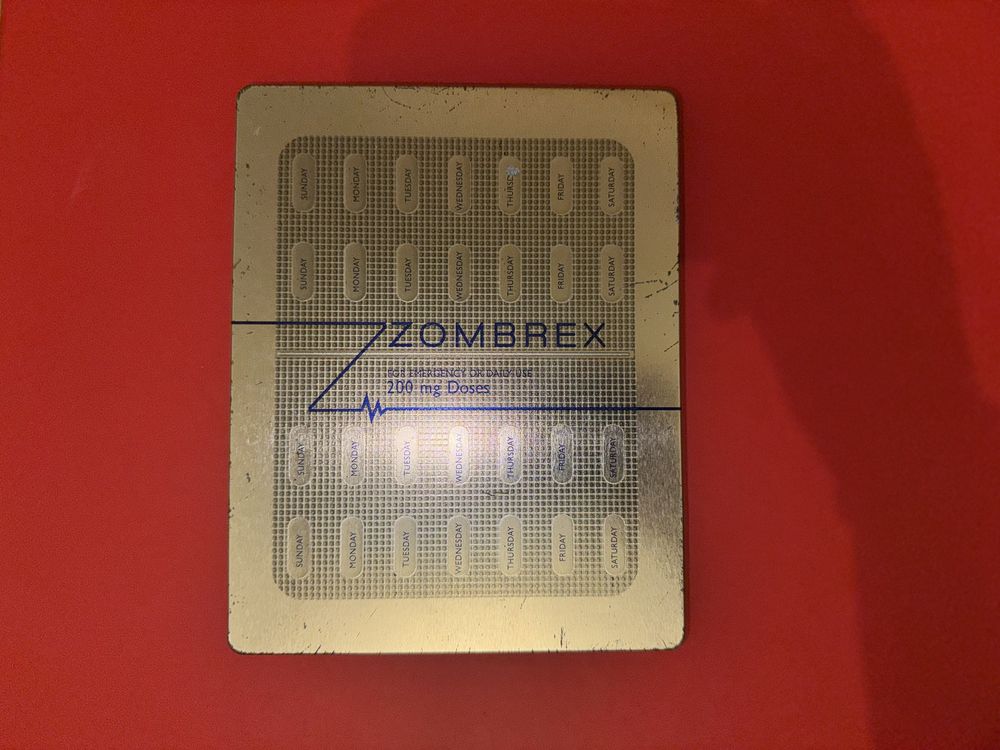 SUNDAY MONDAY TUESDAY WEDNESDAY THURSDAY FRIDAY SATURDAY
SUNDAY MONDAY TUESDAY WEDNESDAY THURSDAY FRIDAY SATURDAY
ZOMBREX
FOR EMERGENCY OR DAILY USE
200 mg Doses
SUNDAY MONDAY TUESDAY WEDNESDAY THURSDAY FRIDAY SATURDAY
SUNDAY MONDAY TUESDAY WEDNESDAY THURSDAY FRIDAY SATURDAY